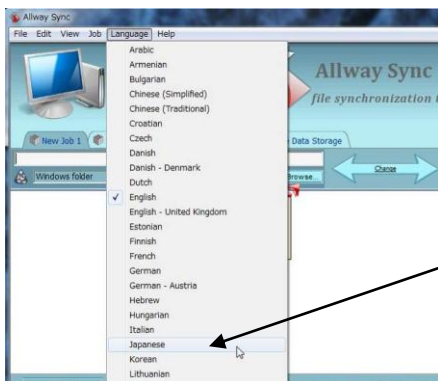 Allway Sync
File Edit View Job Language Help
Arabic
Armenian
Bulgarian
Chinese (Simplified)
Chinese (Traditional)
Croatian
Czech
Danish
Danish - Denmark
Dutch
English
English - United Kingdom
Estonian
Finnish
French
German
German - Austria
Hebrew
Hungarian
Italian
Japanese
Korean
Lithuanian
Allway Sync
file synchronization
New Job 1
Data Storage
Change
Windows folder
Browse...